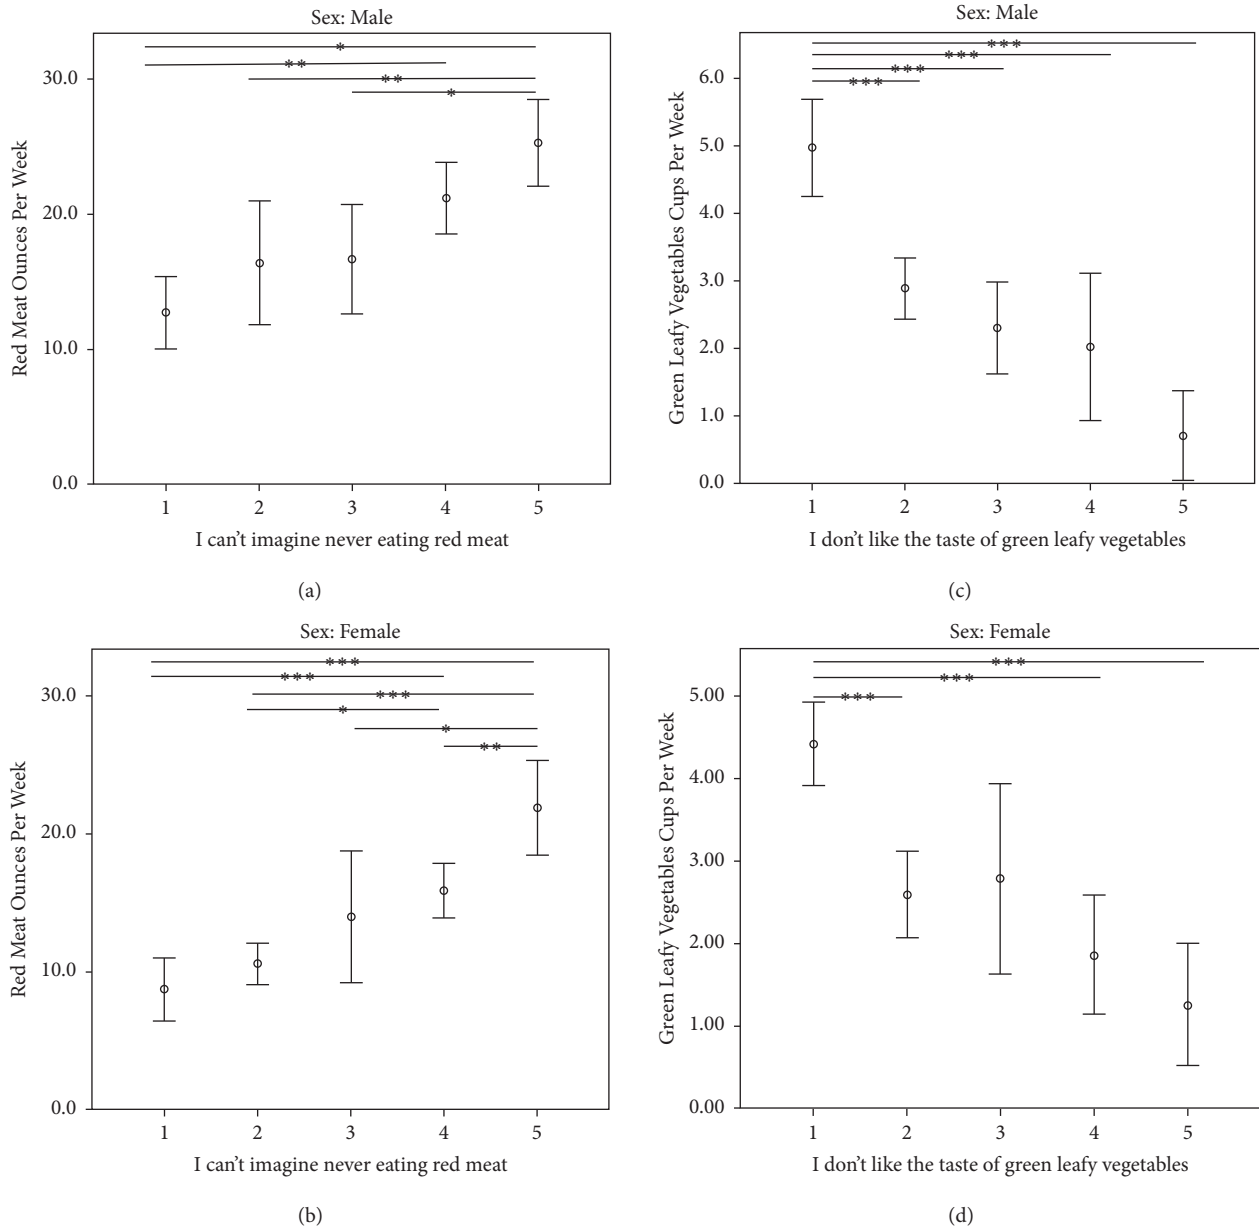 Sex: Male
*
**
**
*
30.0
20.0
10.0
0.0
Red Meat Ounces Per Week
1 2 3 4 5
I can't imagine never eating red meat
(a)
Sex: Male
***
***
***
***
6.0
5.0
4.0
3.0
2.0
1.0
0.0
Green Leafy Vegetables Cups Per Week
1 2 3 4 5
I don't like the taste of green leafy vegetables
(c)
Sex: Female
***
***
***
*
*
**
30.0
20.0
10.0
0.0
Red Meat Ounces Per Week
1 2 3 4 5
I can't imagine never eating red meat
(b)
Sex: Female
***
***
***
5.00
4.00
3.00
2.00
1.00
0.00
Green Leafy Vegetables Cups Per Week
1 2 3 4 5
I don't like the taste of green leafy vegetables
(d)